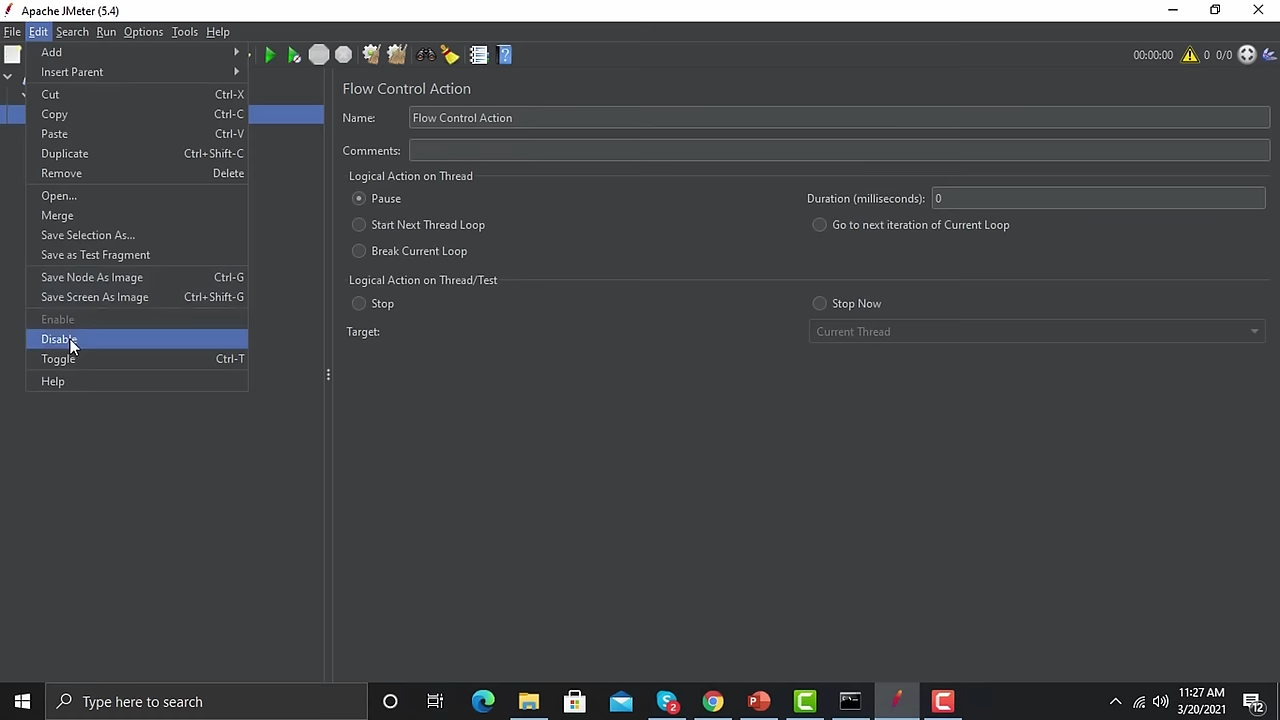 Apache JMeter (5.4)
File Edit Search Run Options Tools Help
00:00:00 0 0/0
Add
Insert Parent
Cut Ctrl-X
Copy Ctrl-C
Paste Ctrl-V
Duplicate Ctrl+Shift-C
Remove Delete
Open...
Merge
Save Selection As...
Save as Test Fragment
Save Node As Image Ctrl-G
Save Screen As Image Ctrl+Shift-G
Enable
Disable
Toggle Ctrl-T
Help
Flow Control Action
Name: Flow Control Action
Comments:
Logical Action on Thread
Pause Duration (milliseconds): 0
Start Next Thread Loop Go to next iteration of Current Loop
Break Current Loop
Logical Action on Thread/Test
Stop Stop Now
Target: Current Thread
Type here to search
2
11:27 AM
3/20/2021
12